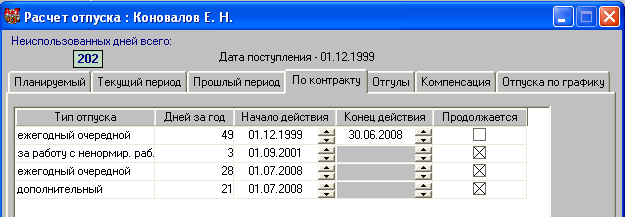 Расчет отпуска : Коновалов Е. Н.
Неиспользованных дней всего:
202
Дата поступления - 01.12.1999
Планируемый Текущий период Прошлый период По контракту Отгулы Компенсация Отпуска по графику
Тип отпуска Дней за год Начало действия Конец действия Продолжается
ежегодный очередной 49 01.12.1999 30.06.2008
за работу с ненормир. раб. 3 01.09.2001
ежегодный очередной 28 01.07.2008
дополнительный 21 01.07.2008